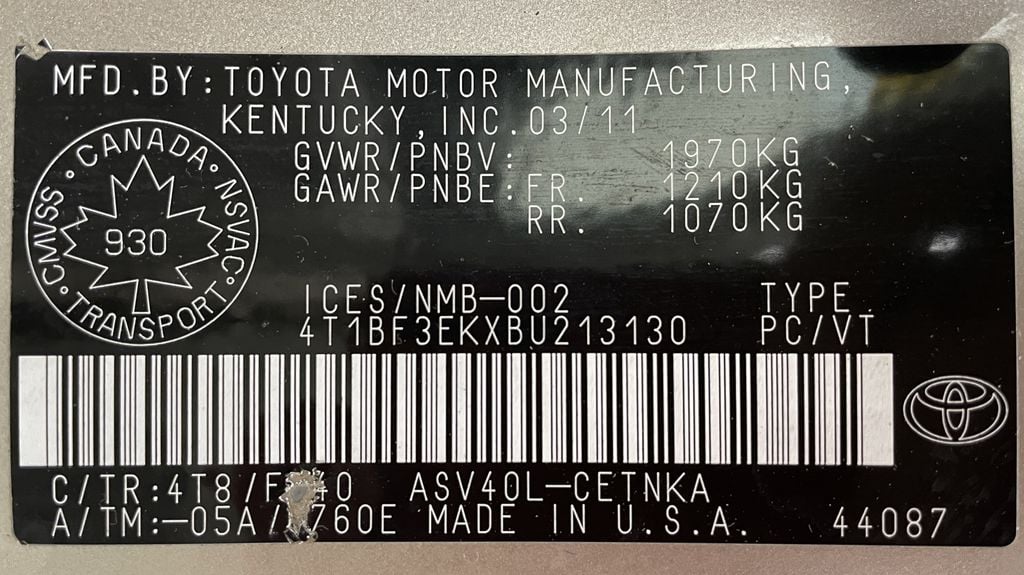 MFD.BY:TOYOTA MOTOR MANUFACTURING,
KENTUCKY,INC.03/11
GVWR/PNBV: 1970KG
GAWR/PNBE:FR. 1210KG
RR. 1070KG
CMVSS • CANADA • NSVAC • TRANSPORT •
930
ICES/NMB-002 TYPE
4T1BF3EKXBU213130 PC/VT
C/TR:4T8/ ASV40L-CETNKA
A/TM:-05A/ MADE IN U.S.A. 44087